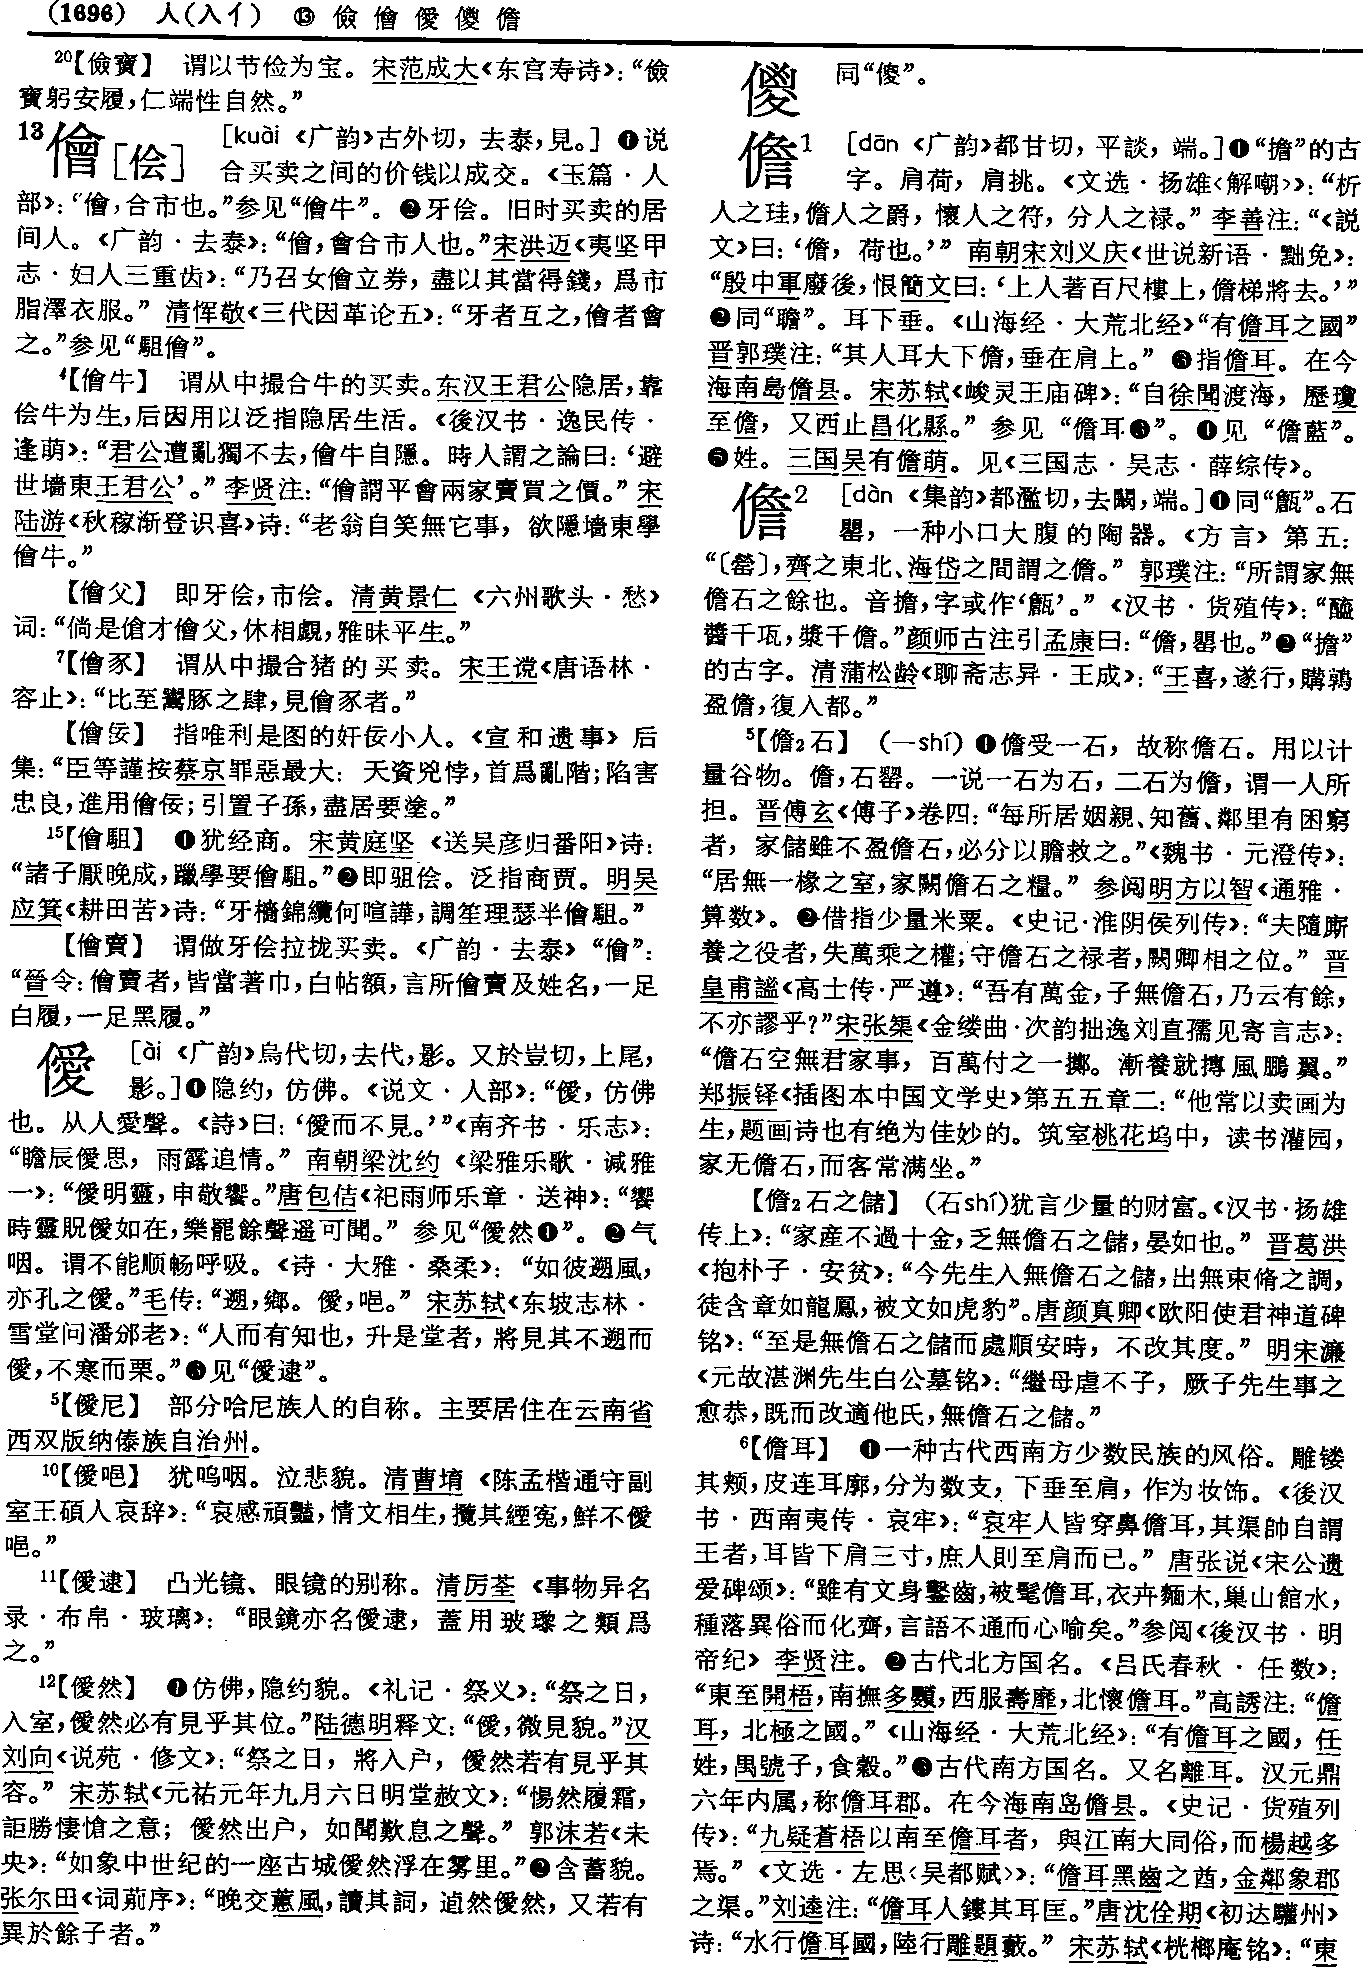 (1696) 人(入亻) ⓭ 儉 儈 僾 㑮 儋
20【儉寳】 谓以节俭为宝。宋范成大《东宫寿诗》：“儉
寳躬安履，仁端性自然。”
13儈[侩] [kuài 《广韵》古外切，去泰，見。] ❶说
合买卖之间的价钱以成交。《玉篇·人
部》：“儈，合市也。”参见“儈牛”。❷牙侩。旧时买卖的居
间人。《广韵·去泰》：“儈，會合市人也。”宋洪迈《夷坚甲
志·妇人三重齿》：“乃召女儈立券，盡以其當得錢，爲市
脂澤衣服。” 清恽敬《三代因革论五》：“牙者互之，儈者會
之。”参见“駔儈”。
4【儈牛】 谓从中撮合牛的买卖。东汉王君公隐居，靠
侩牛为生，后因用以泛指隐居生活。《後汉书·逸民传·
逢萌》：“君公遭亂獨不去，儈牛自隱。時人謂之論曰：‘避
世墻東王君公’。”李贤注：“儈謂平會兩家賣買之價。”宋
陆游《秋稼渐登识喜》诗：“老翁自笑無它事，欲隱墻東學
儈牛。”
【儈父】 即牙侩，市侩。清黄景仁《六州歌头·愁》
词：“倘是傖才儈父，休相覷，雅昧平生。”
7【儈豕】 谓从中撮合猪的买卖。宋王谠《唐语林·
容止》：“比至鬻豚之肆，見儈豕者。”
【儈佞】 指唯利是图的奸佞小人。《宣和遗事》后
集：“臣等謹按蔡京罪惡最大：天資兇悖，首爲亂階；陷害
忠良，進用儈佞；引置子孫，盡居要塗。”
15【儈駔】 ❶犹经商。宋黄庭坚《送吴彦归番阳》诗：
“諸子厭晚成，躐學要儈駔。”❷即驵侩。泛指商贾。明吴
应箕《耕田苦》诗：“牙檣錦纜何喧譁，調笙理瑟半儈駔。”
【儈賣】 谓做牙侩拉拢买卖。《广韵·去泰》“儈”：
“晉令：儈賣者，皆當著巾，白帖額，言所儈賣及姓名，一足
白履，一足黑履。”
僾 [ài 《广韵》烏代切，去代，影。又於豈切，上尾，
影。]❶隐约，仿佛。《说文·人部》：“僾，仿佛
也。从人愛聲。《詩》曰：‘僾而不見。’”《南齐书·乐志》：
“瞻辰僾思，雨露追情。” 南朝梁沈约《梁雅乐歌·諴雅
一》：“僾明靈，申敬饗。”唐包佶《祀雨师乐章·送神》：“饗
時靈貺僾如在，樂罷餘聲遥可聞。” 参见“僾然❶”。❷气
咽。谓不能顺畅呼吸。《诗·大雅·桑柔》：“如彼遡風，
亦孔之僾。”毛传：“遡，鄉。僾，唈。” 宋苏轼《东坡志林·
雪堂问潘邠老》：“人而有知也，升是堂者，將見其不遡而
僾，不寒而栗。”❸见“僾逮”。
5【僾尼】 部分哈尼族人的自称。主要居住在云南省
西双版纳傣族自治州。
10【僾唈】 犹呜咽。泣悲貌。清曹堉《陈孟楷通守副
室王碩人哀辞》：“哀感頑豔，情文相生，攬其經寃，鮮不僾
唈。”
11【僾逮】 凸光镜、眼镜的别称。清厉荃《事物异名
录·布帛·玻璃》：“眼鏡亦名僾逮，蓋用玻瓈之類爲
之。”
12【僾然】 ❶仿佛，隐约貌。《礼记·祭义》：“祭之日，
入室，僾然必有見乎其位。”陆德明释文：“僾，微見貌。”汉
刘向《说苑·修文》：“祭之日，將入户，僾然若有見乎其
容。” 宋苏轼《元祐元年九月六日明堂赦文》：“惕然履霜，
詎勝悽愴之意；僾然出户，如聞歎息之聲。” 郭沫若《未
央》：“如象中世纪的一座古城僾然浮在雾里。”❷含蓄貌。
张尔田《词莂序》：“晚交蕙風，讀其詞，逌然僾然，又若有
異於餘子者。”
㑮 同“傻”。
儋1 [dān 《广韵》都甘切，平談，端。]❶“擔”的古
字。肩荷，肩挑。《文选·扬雄〈解嘲〉》：“析
人之珪，儋人之爵，懷人之符，分人之禄。”李善注：“《説
文》曰：‘儋，荷也。’” 南朝宋刘义庆《世说新语·黜免》：
“殷中軍廢後，恨簡文曰：‘上人著百尺樓上，儋梯將去。’”
❷同“瞻”。耳下垂。《山海经·大荒北经》“有儋耳之國”
晋郭璞注：“其人耳大下儋，垂在肩上。” ❸指儋耳。在今
海南島儋县。宋苏轼《峻灵王庙碑》：“自徐聞渡海，歷瓊
至儋，又西止昌化縣。” 参见“儋耳❸”。❹见“儋藍”。
❺姓。三国吴有儋萌。见《三国志·吴志·薛综传》。
儋2 [dàn 《集韵》都濫切，去闞，端。]❶同“甔”。石
罌，一种小口大腹的陶器。《方言》第五：
“〔罃〕，齊之東北、海岱之間謂之儋。” 郭璞注：“所謂家無
儋石之餘也。音擔，字或作‘甔’。”《汉书·货殖传》：“醯
醬千瓨，漿千儋。”颜师古注引孟康曰：“儋，罌也。”❷“擔”
的古字。清蒲松龄《聊斋志异·王成》：“王喜，遂行，購鶉
盈儋，復入都。”
5【儋2石】 （一shí）❶儋受一石，故称儋石。用以计
量谷物。儋，石罂。一说一石为石，二石为儋，谓一人所
担。晋傅玄《傅子》卷四：“每所居姻親、知舊、鄰里有困窮
者，家儲雖不盈儋石，必分以贍救之。”《魏书·元澄传》：
“居無一椽之室，家闕儋石之糧。” 参阅明方以智《通雅·
算数》。❷借指少量米粟。《史记·淮阴侯列传》：“夫隨厮
養之役者，失萬乘之權；守儋石之禄者，闕卿相之位。” 晋
皇甫謐《高士传·严遵》：“吾有萬金，子無儋石，乃云有餘，
不亦謬乎？”宋张榘《金缕曲·次韵拙逸刘直孺见寄言志》：
“儋石空無君家事，百萬付之一擲。漸養就摶風鵬翼。”
郑振铎《插图本中国文学史》第五五章二：“他常以卖画为
生，题画诗也有绝为佳妙的。筑室桃花坞中，读书灌园，
家无儋石，而客常满坐。”
【儋2石之儲】 （石shí）犹言少量的财富。《汉书·扬雄
传上》：“家産不過十金，乏無儋石之儲，晏如也。” 晋葛洪
《抱朴子·安贫》：“今先生入無儋石之儲，出無束脩之調，
徒含章如龍鳳，被文如虎豹”。唐颜真卿《欧阳使君神道碑
铭》：“至是無儋石之儲而處順安時，不改其度。” 明宋濂
《元故湛渊先生白公墓铭》：“繼母虐不子，厥子先生事之
愈恭，既而改適他氏，無儋石之儲。”
6【儋耳】 ❶一种古代西南方少数民族的风俗。雕镂
其颊，皮连耳廓，分为数支，下垂至肩，作为妆饰。《後汉
书·西南夷传·哀牢》：“哀牢人皆穿鼻儋耳，其渠帥自謂
王者，耳皆下肩三寸，庶人則至肩而已。” 唐张说《宋公遗
爱碑颂》：“雖有文身鑿齒，被髦儋耳，衣卉麵木，巢山館水，
種落異俗而化齊，言語不通而心喻矣。”参阅《後汉书·明
帝纪》李贤注。❷古代北方国名。《吕氏春秋·任数》：
“東至開梧，南撫多顠，西服壽靡，北懷儋耳。”高誘注：“儋
耳，北極之國。”《山海经·大荒北经》：“有儋耳之國，任
姓，禺號子，食穀。”❸古代南方国名。又名離耳。汉元鼎
六年内属，称儋耳郡。在今海南岛儋县。《史记·货殖列
传》：“九疑蒼梧以南至儋耳者，與江南大同俗，而楊越多
焉。”《文选·左思〈吴都赋〉》：“儋耳黑齒之酋，金鄰象郡
之渠。”刘逵注：“儋耳人鏤其耳匡。”唐沈佺期《初达驩州》
诗：“水行儋耳國，陸行雕題藪。” 宋苏轼《桄榔庵铭》：“東